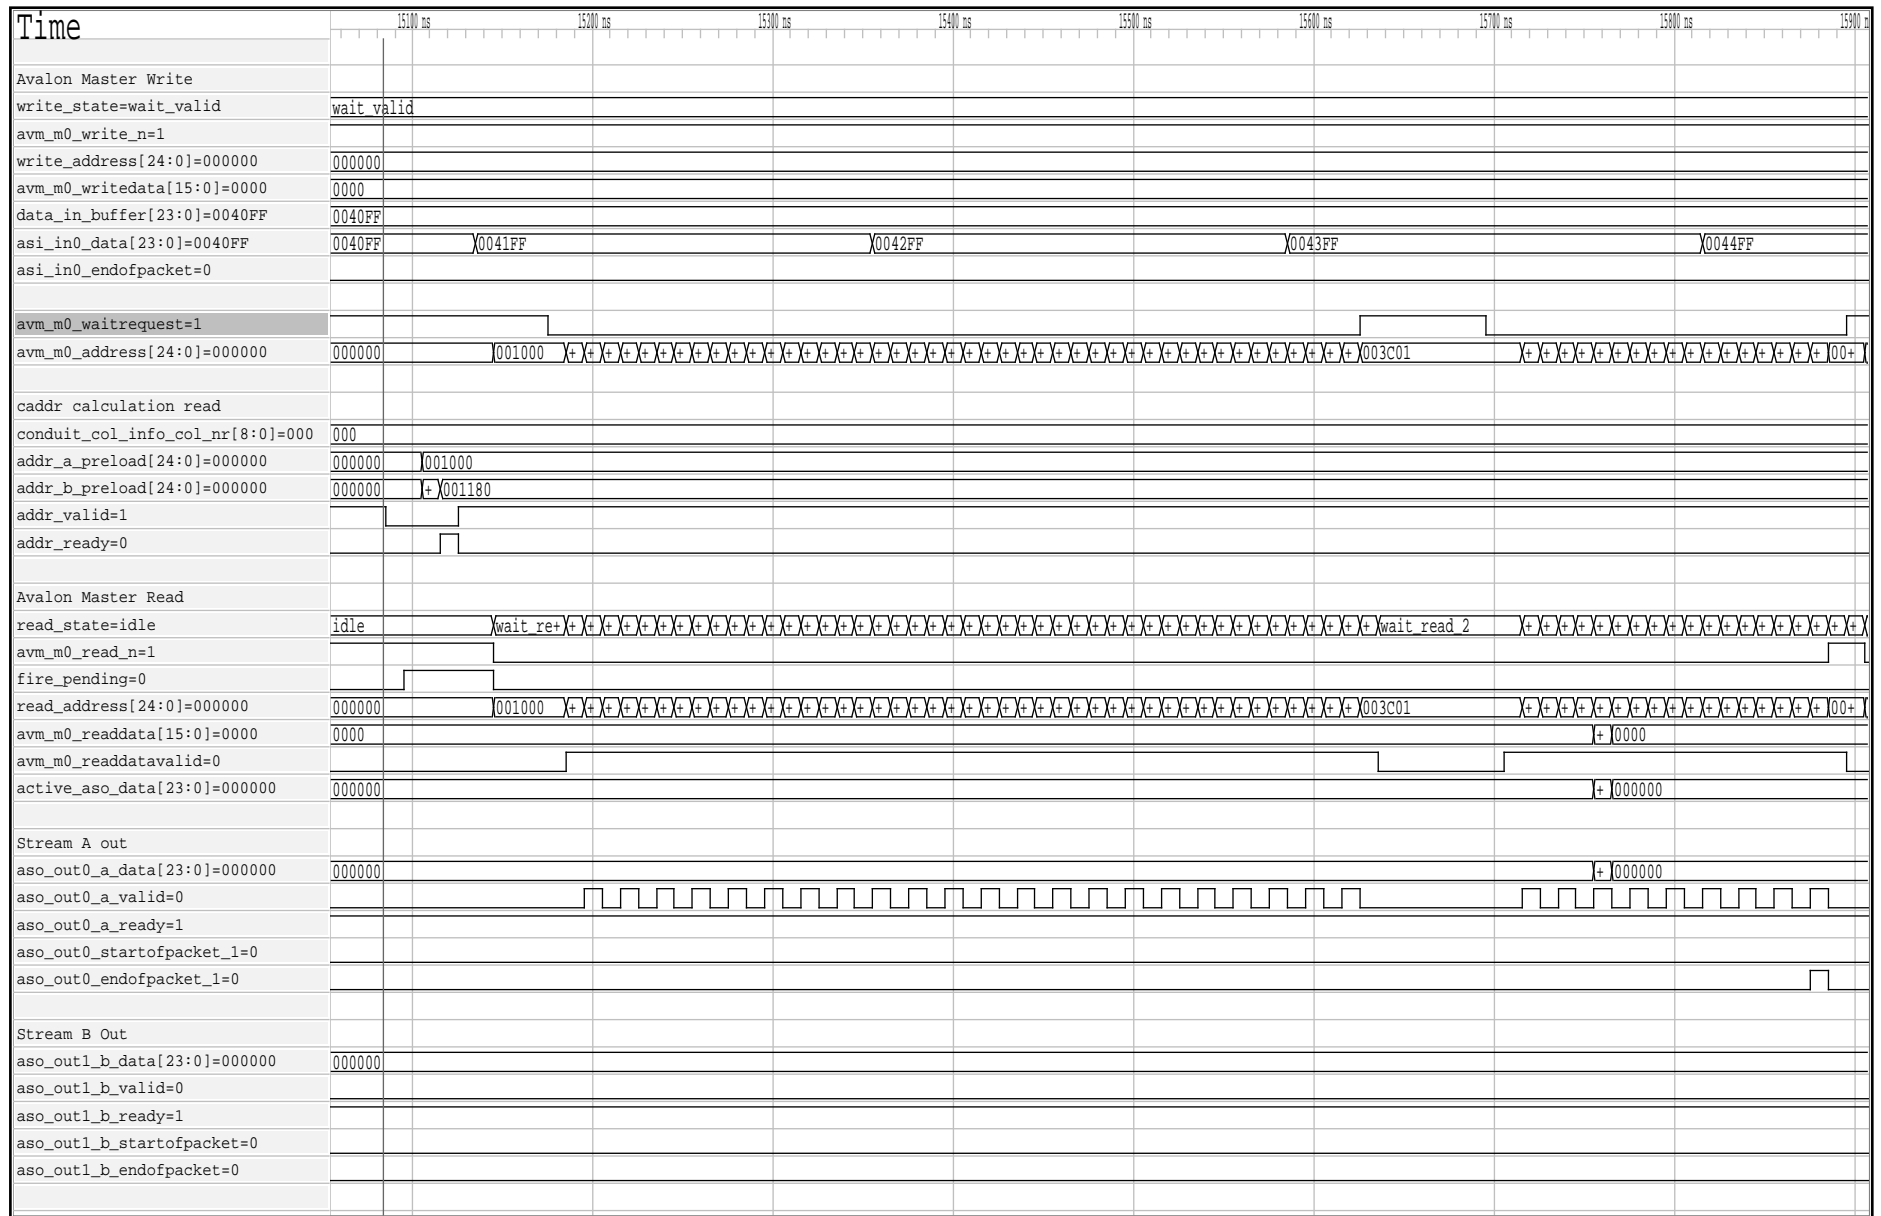 Time 15100 ns 15200 ns 15300 ns 15400 ns 15500 ns 15600 ns 15700 ns 15800 ns 15900 n
Avalon Master Write
write_state=wait_valid wait_valid
avm_m0_write_n=1
write_address[24:0]=000000 000000
avm_m0_writedata[15:0]=0000 0000
data_in_buffer[23:0]=0040FF 0040FF
asi_in0_data[23:0]=0040FF 0040FF 0041FF 0042FF 0043FF 0044FF
asi_in0_endofpacket=0
avm_m0_waitrequest=1
avm_m0_address[24:0]=000000 000000 001000 + + + + + + + + + + + + + + + + + + + + + + + + + + + + + + + + + + + + + + + + + + + + 003C01 + + + + + + + + + + + + + + + + + 00+
caddr calculation read
conduit_col_info_col_nr[8:0]=000 000
addr_a_preload[24:0]=000000 000000 001000
addr_b_preload[24:0]=000000 000000 + 001180
addr_valid=1
addr_ready=0
Avalon Master Read
read_state=idle idle wait_re+ + + + + + + + + + + + + + + + + + + + + + + + + + + + + + + + + + + + + + + + + + + + + + wait_read_2 + + + + + + + + + + + + + + + + + + +
avm_m0_read_n=1
fire_pending=0
read_address[24:0]=000000 000000 001000 + + + + + + + + + + + + + + + + + + + + + + + + + + + + + + + + + + + + + + + + + + + + 003C01 + + + + + + + + + + + + + + + + + 00+
avm_m0_readdata[15:0]=0000 0000 + 0000
avm_m0_readdatavalid=0
active_aso_data[23:0]=000000 000000 + 000000
Stream A out
aso_out0_a_data[23:0]=000000 000000 + 000000
aso_out0_a_valid=0
aso_out0_a_ready=1
aso_out0_startofpacket_1=0
aso_out0_endofpacket_1=0
Stream B Out
aso_out1_b_data[23:0]=000000 000000
aso_out1_b_valid=0
aso_out1_b_ready=1
aso_out1_b_startofpacket=0
aso_out1_b_endofpacket=0